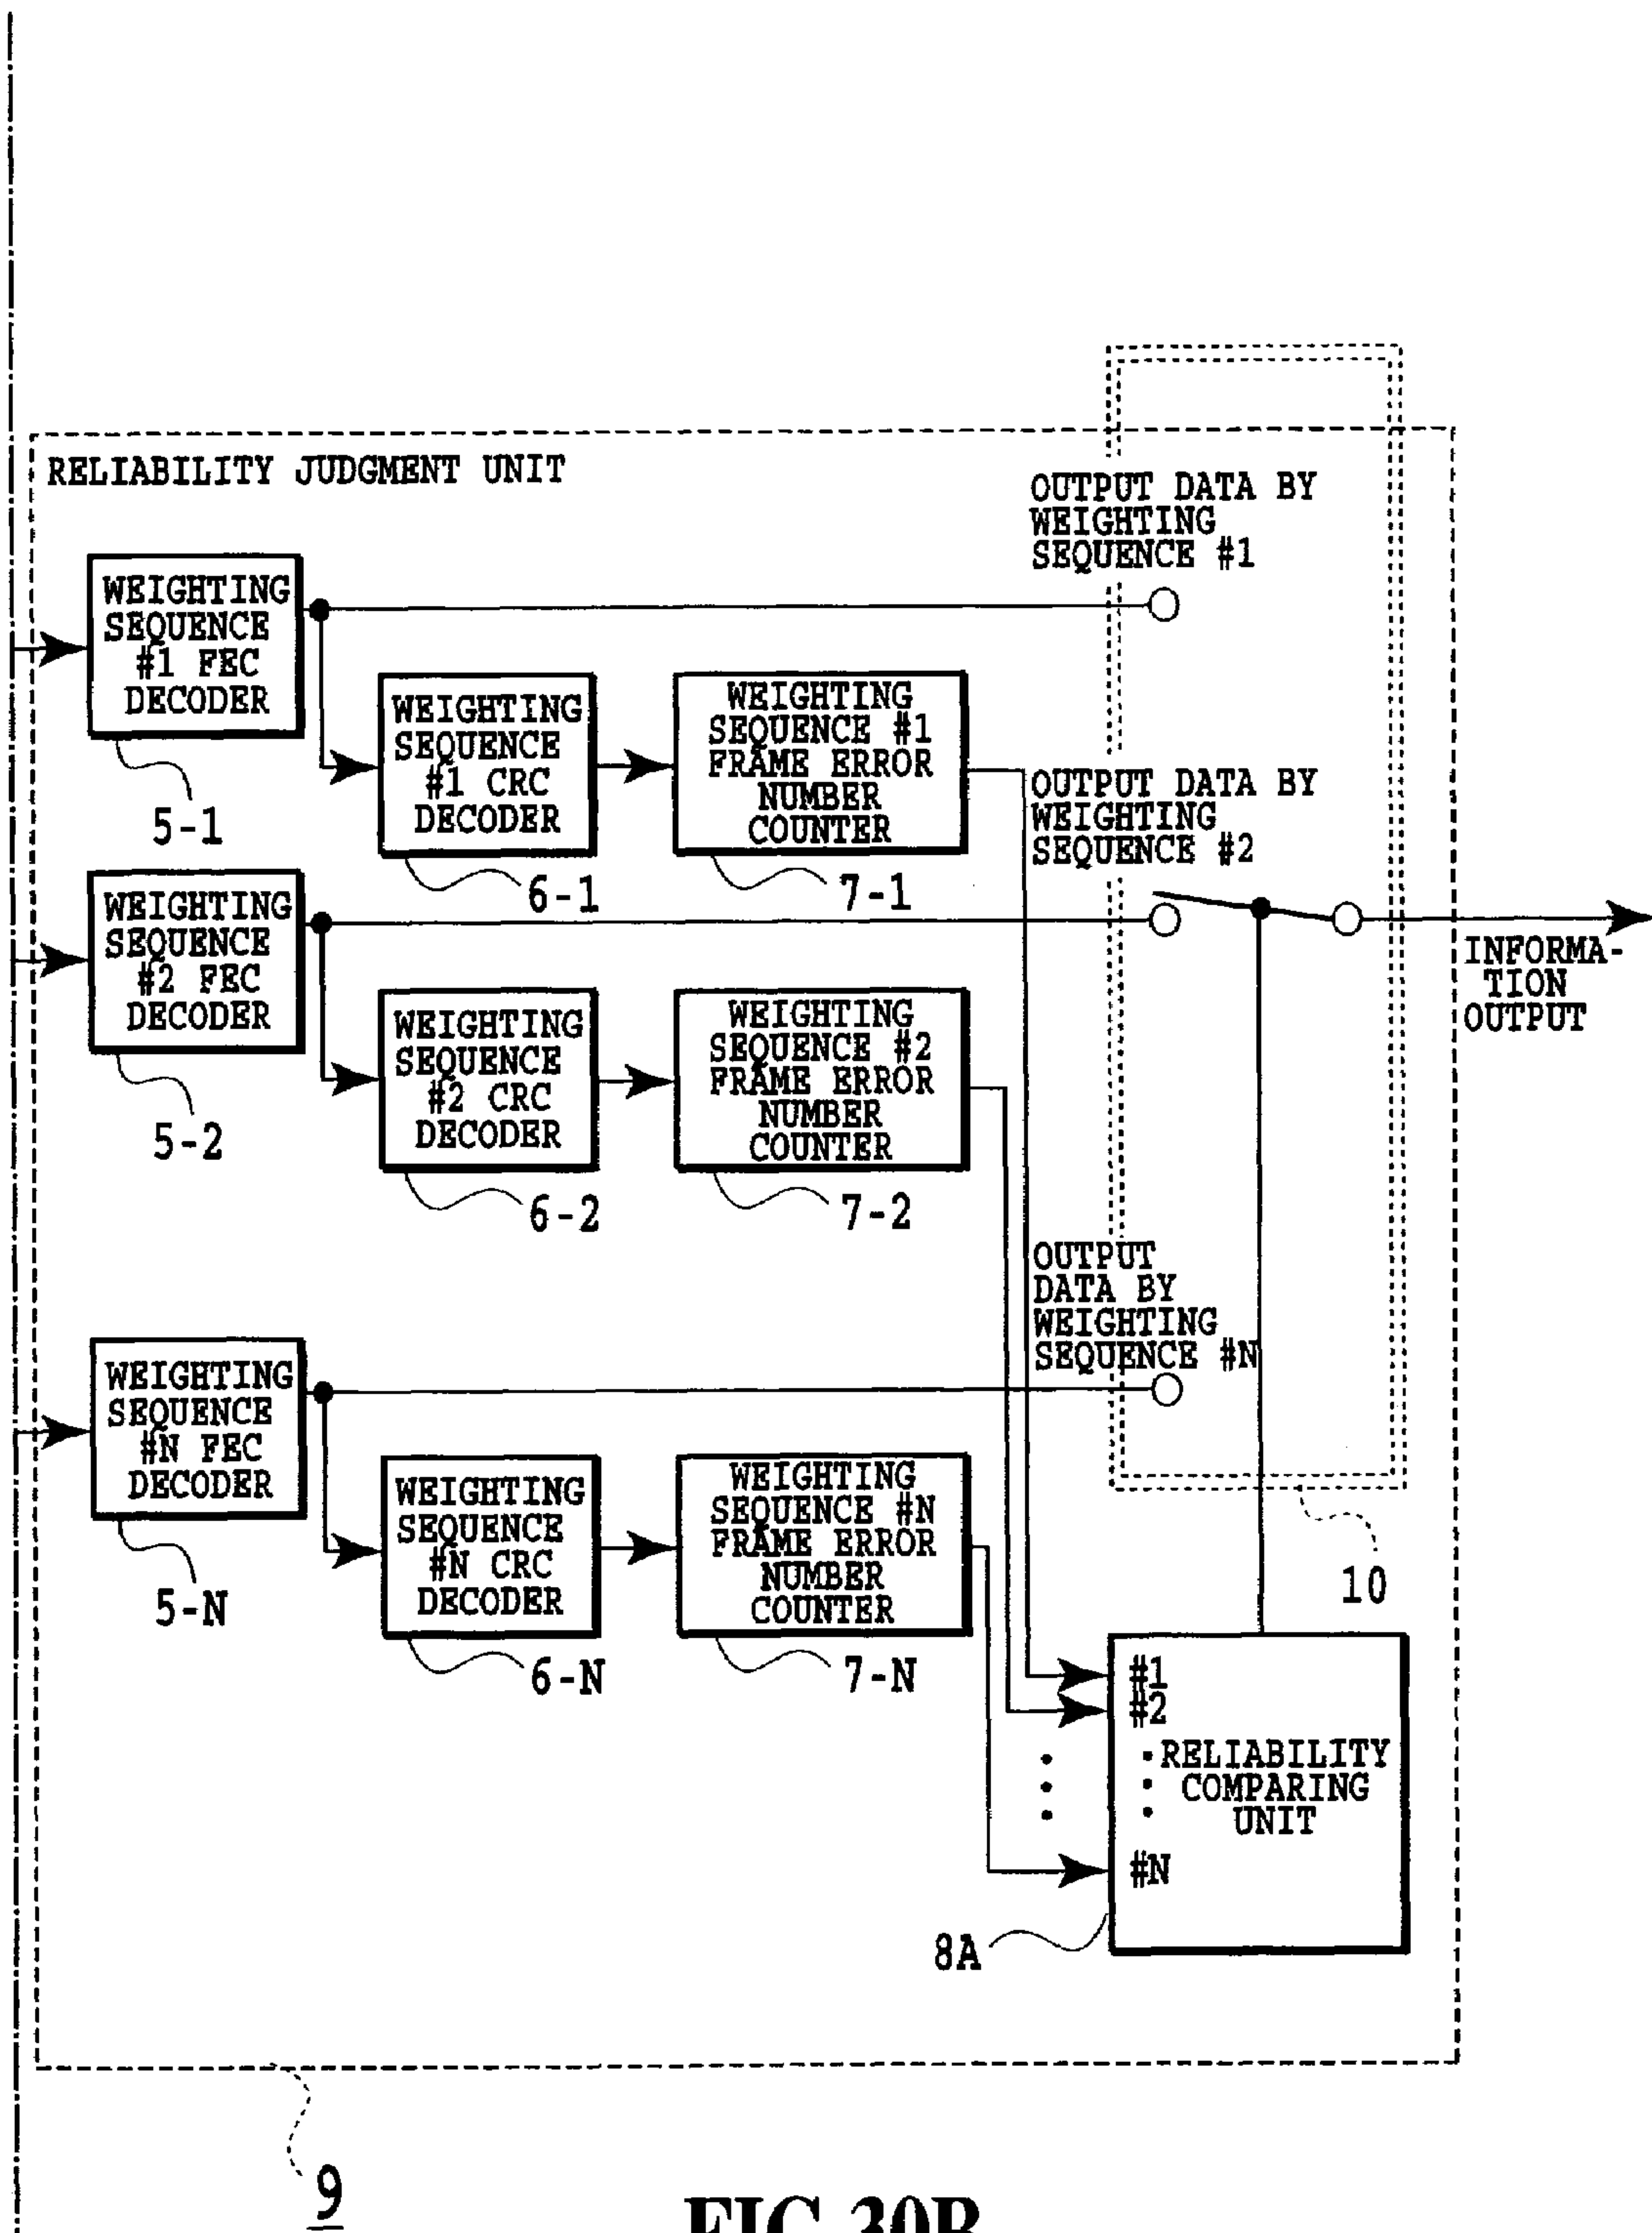 RELIABILITY JUDGMENT UNIT
OUTPUT DATA BY
WEIGHTING
SEQUENCE #1
WEIGHTING
SEQUENCE
#1 FEC
DECODER
5-1
WEIGHTING
SEQUENCE
#1 CRC
DECODER
6-1
WEIGHTING
SEQUENCE #1
FRAME ERROR
NUMBER
COUNTER
7-1
OUTPUT DATA BY
WEIGHTING
SEQUENCE #2
WEIGHTING
SEQUENCE
#2 FEC
DECODER
5-2
INFORMA-
TION
OUTPUT
WEIGHTING
SEQUENCE
#2 CRC
DECODER
6-2
WEIGHTING
SEQUENCE #2
FRAME ERROR
NUMBER
COUNTER
7-2
OUTPUT
DATA BY
WEIGHTING
SEQUENCE #N
WEIGHTING
SEQUENCE
#N FEC
DECODER
5-N
WEIGHTING
SEQUENCE
#N CRC
DECODER
6-N
WEIGHTING
SEQUENCE #N
FRAME ERROR
NUMBER
COUNTER
7-N
10
#1
#2
RELIABILITY
COMPARING
UNIT
#N
8A
9
FIG.30B